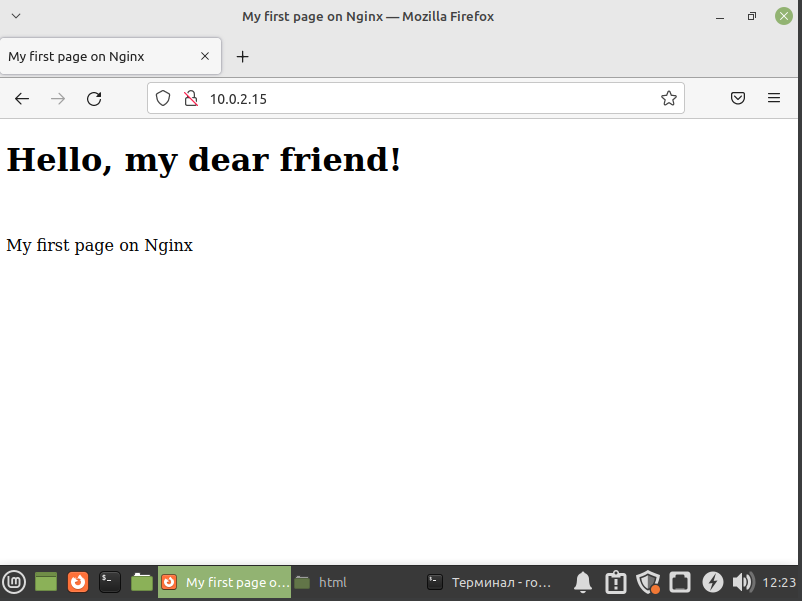 My first page on Nginx — Mozilla Firefox
My first page on Nginx
10.0.2.15
Hello, my dear friend!
My first page on Nginx
My first page o...
html
Терминал - го...
12:23